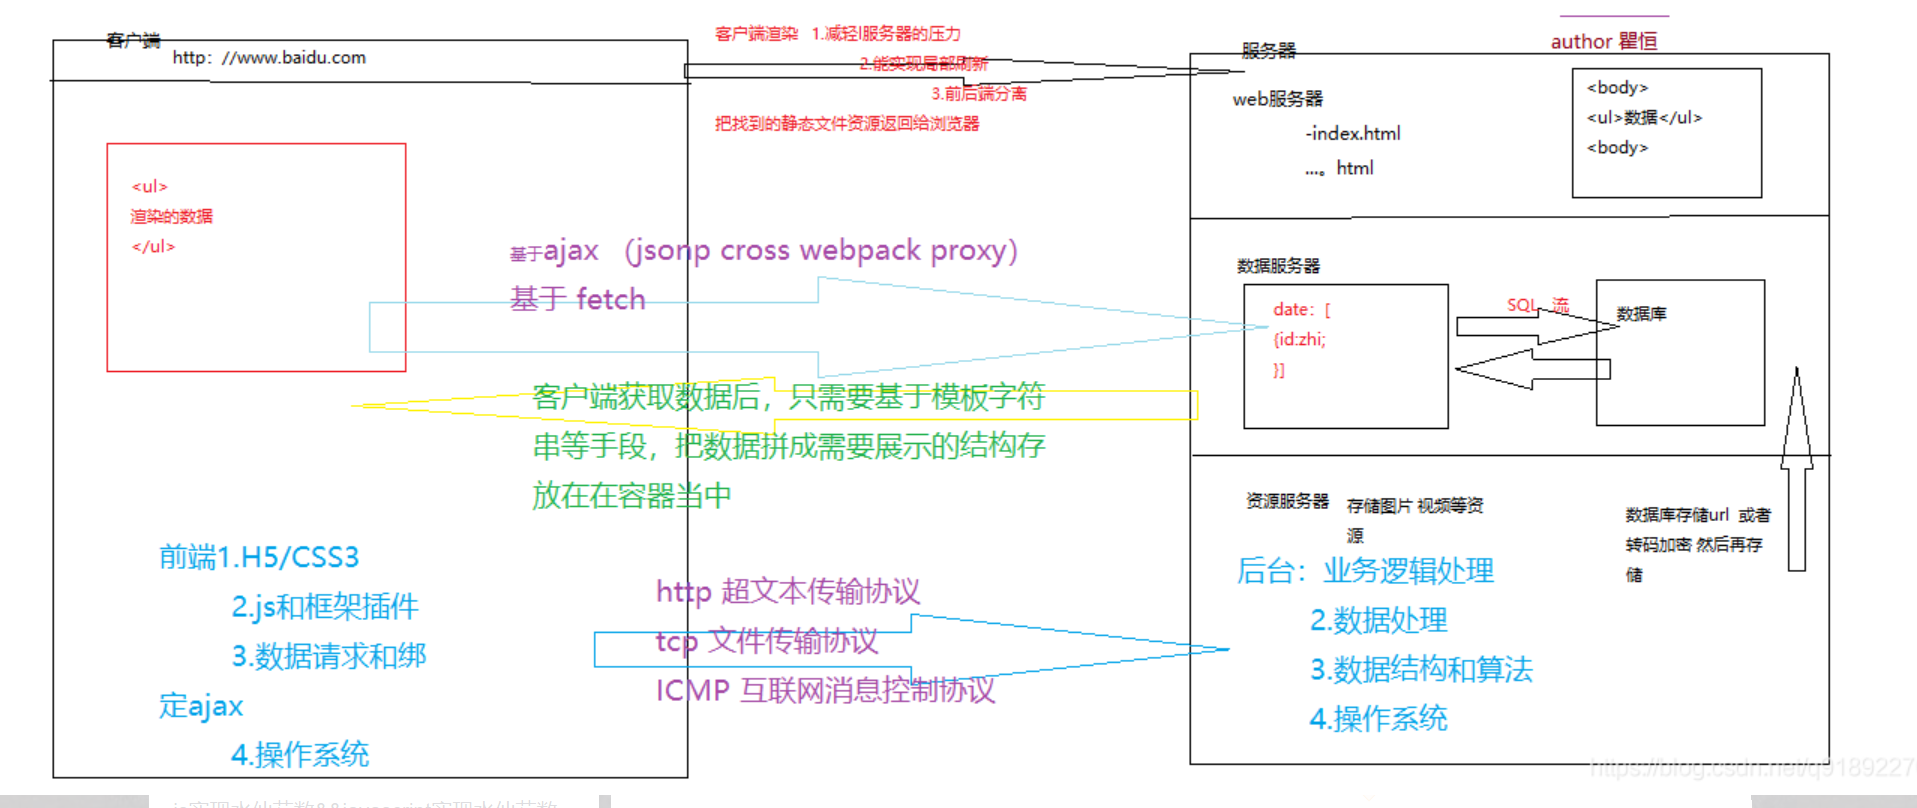 客户端
http：//www.baidu.com
<ul>
渲染的数据
</ul>
前端1.H5/CSS3
2.js和框架插件
3.数据请求和绑
定ajax
4.操作系统
客户端渲染 1.减轻l服务器的压力
2.能实现局部刷新
3.前后端分离
把找到的静态文件资源返回给浏览器
基于ajax （jsonp cross webpack proxy）
基于 fetch
客户端获取数据后，只需要基于模板字符
串等手段，把数据拼成需要展示的结构存
放在在容器当中
http 超文本传输协议
tcp 文件传输协议
ICMP 互联网消息控制协议
author 瞿恒
服务器
web服务器
-index.html
...。html
<body>
<ul>数据</ul>
<body>
数据服务器
date：[
{id:zhi;
}]
SQL 流
数据库
资源服务器 存储图片 视频等资
源
数据库存储url 或者
转码加密 然后再存
储
后台：业务逻辑处理
2.数据处理
3.数据结构和算法
4.操作系统
https://blog.csdn.net/q9189227